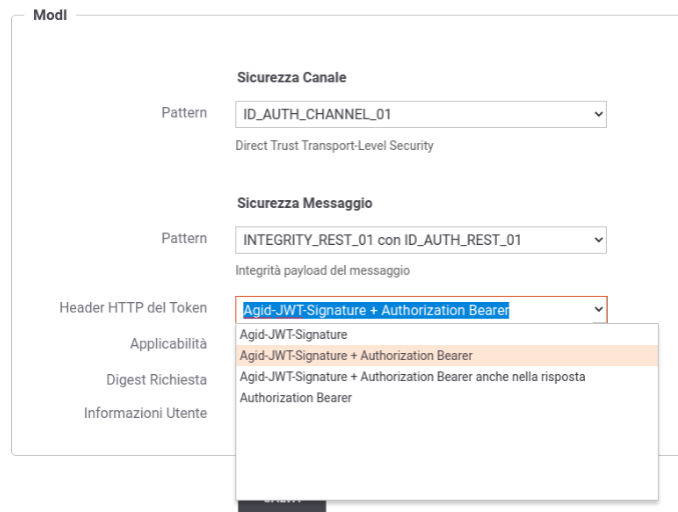 ModI
Sicurezza Canale
Pattern
ID_AUTH_CHANNEL_01
Direct Trust Transport-Level Security
Sicurezza Messaggio
Pattern
INTEGRITY_REST_01 con ID_AUTH_REST_01
Integrità payload del messaggio
Header HTTP del Token
Agid-JWT-Signature + Authorization Bearer
Agid-JWT-Signature
Applicabilità
Agid-JWT-Signature + Authorization Bearer
Agid-JWT-Signature + Authorization Bearer anche nella risposta
Digest Richiesta
Authorization Bearer
Informazioni Utente